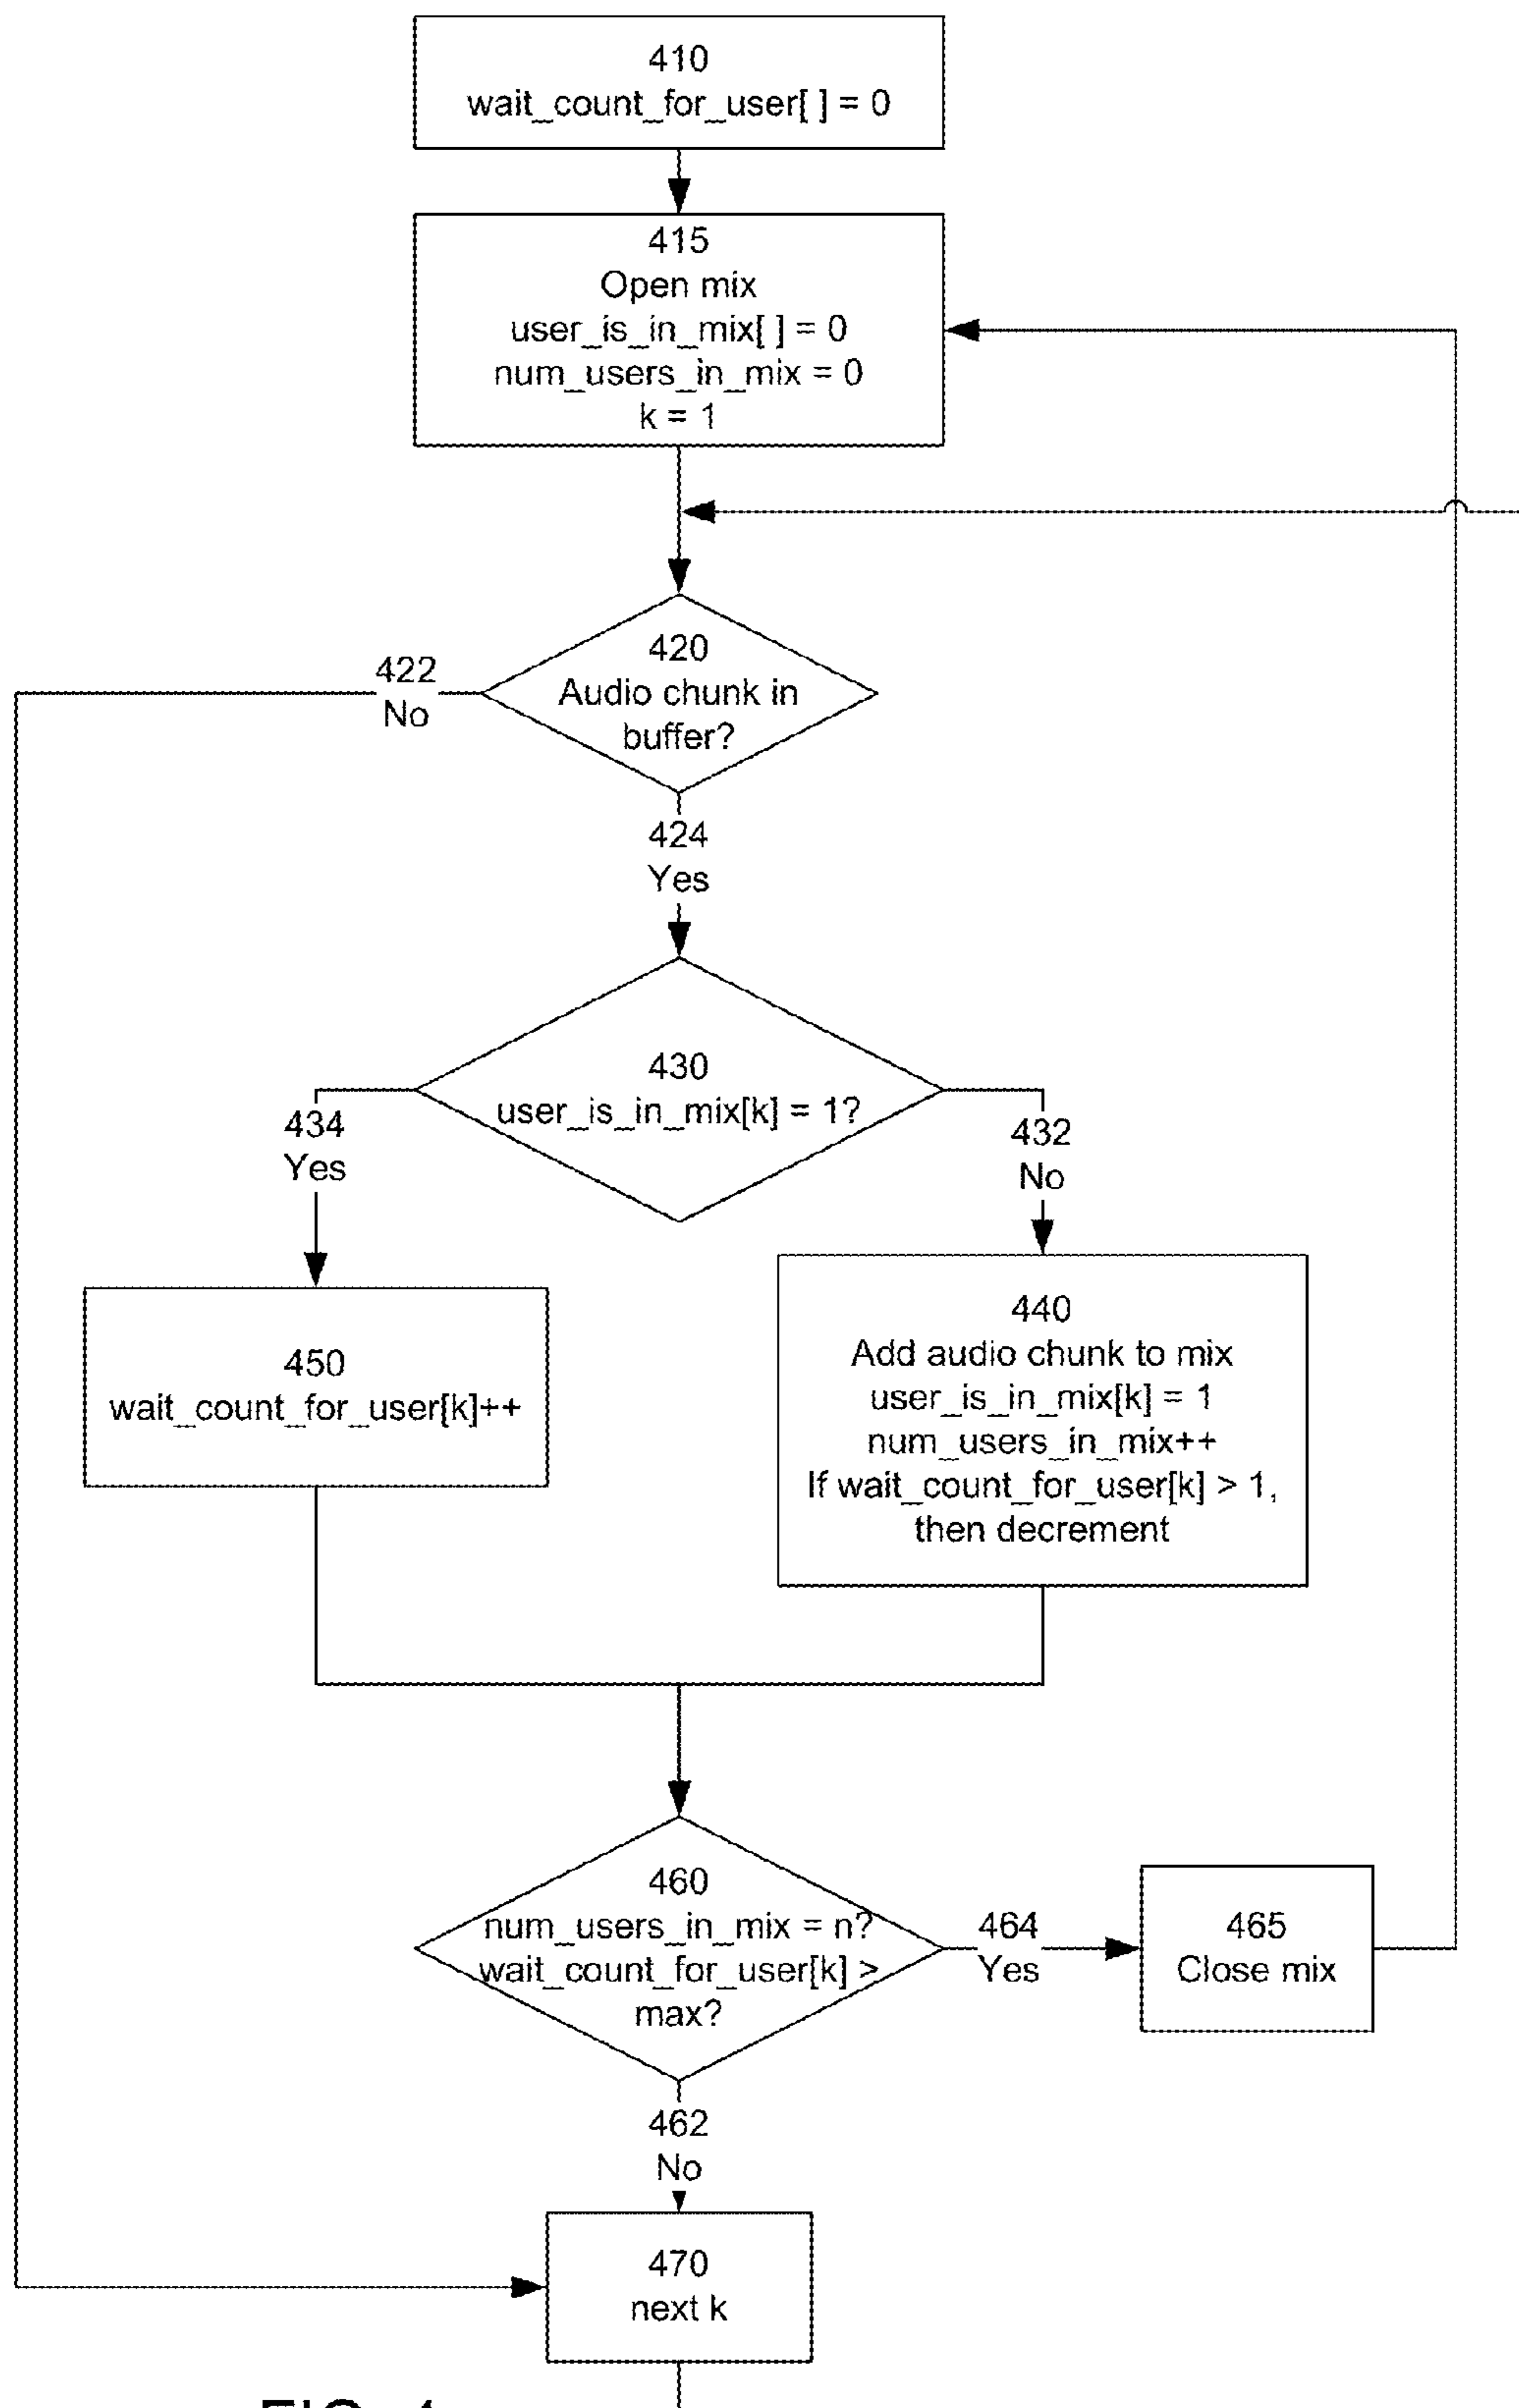 410
wait_count_for_user[ ] = 0
415
Open mix
user_is_in_mix[ ] = 0
num_users_in_mix = 0
k = 1
420
Audio chunk in
buffer?
422
No
424
Yes
430
user_is_in_mix[k] = 1?
434
Yes
432
No
450
wait_count_for_user[k]++
440
Add audio chunk to mix
user_is_in_mix[k] = 1
num_users_in_mix++
If wait_count_for_user[k] > 1,
then decrement
460
num_users_in_mix = n?
wait_count_for_user[k] >
max?
464
Yes
465
Close mix
462
No
470
next k